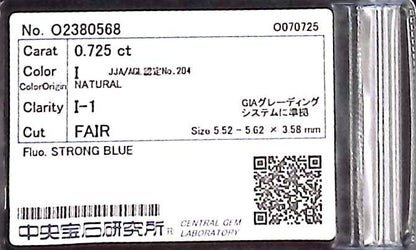 No. O2380568 O070725
Carat 0.725 ct
Color I JJA/AGL認定No.204
ColorOrigin NATURAL
Clarity I-1 GIAグレーディング
システムに準拠
Cut FAIR Size 5.52 - 5.62 × 3.58 mm
Fluo. STRONG BLUE
中央宝石研究所 CENTRAL GEM
LABORATORY